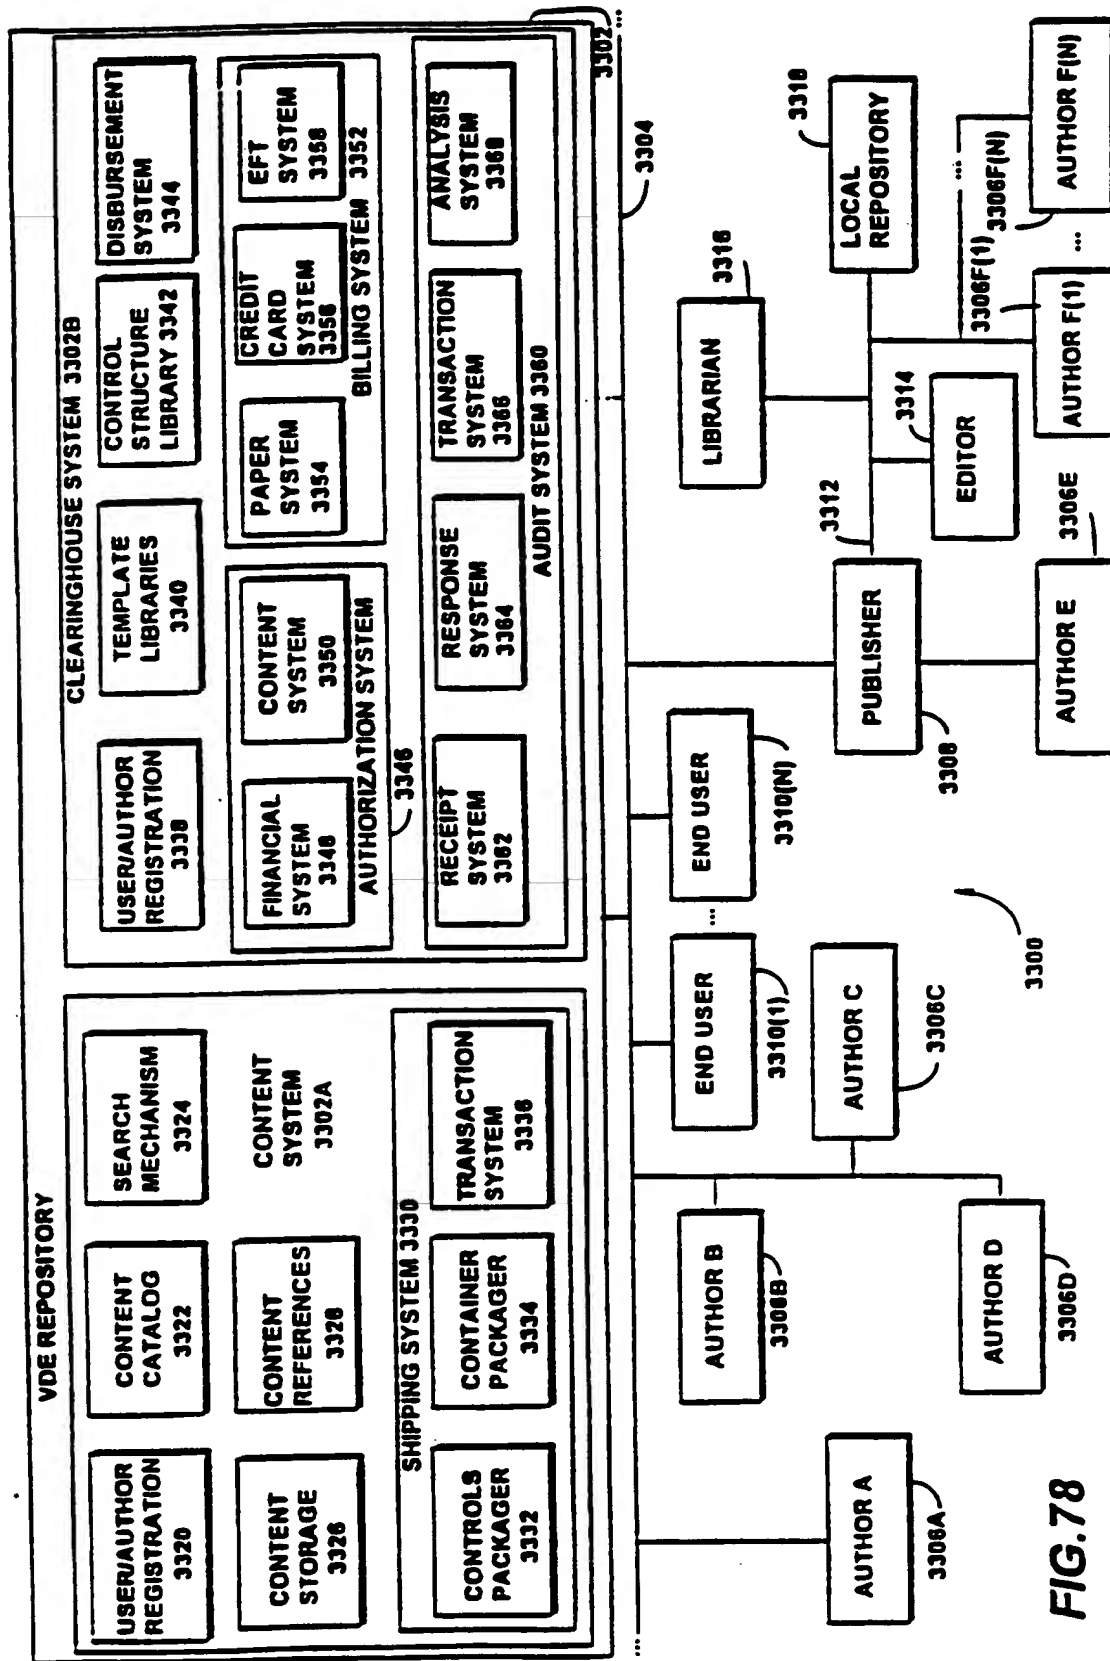 VDE REPOSITORY
USER/AUTHOR
REGISTRATION
3320
CONTENT
CATALOG
3322
SEARCH
MECHANISM
3324
CONTENT
STORAGE
3326
CONTENT
REFERENCES
3328
CONTENT
SYSTEM
3302A
SHIPPING SYSTEM 3330
CONTROLS
PACKAGER
3332
CONTAINER
PACKAGER
3334
TRANSACTION
SYSTEM
3336
CLEARINGHOUSE SYSTEM 3302B
USER/AUTHOR
REGISTRATION
3338
TEMPLATE
LIBRARIES
3340
CONTROL
STRUCTURE
LIBRARY 3342
DISBURSEMENT
SYSTEM
3344
FINANCIAL
SYSTEM
3348
CONTENT
SYSTEM
3350
AUTHORIZATION SYSTEM
3346
PAPER
SYSTEM
3354
CREDIT
CARD
SYSTEM
3356
EFT
SYSTEM
3358
BILLING SYSTEM 3352
RECEIPT
SYSTEM
3362
RESPONSE
SYSTEM
3364
TRANSACTION
SYSTEM
3366
ANALYSIS
SYSTEM
3368
AUDIT SYSTEM 3360
3302
...
...
3304
AUTHOR A
3306A
AUTHOR B
3306B
AUTHOR D
3306D
AUTHOR C
3306C
END USER
3310(1)
...
END USER
3310(N)
3300
PUBLISHER
3308
3312
AUTHOR E
3306E
EDITOR
3314
LIBRARIAN
3316
LOCAL
REPOSITORY
3318
AUTHOR F(1)
3306F(1)
...
...
AUTHOR F(N)
3306F(N)
FIG.78